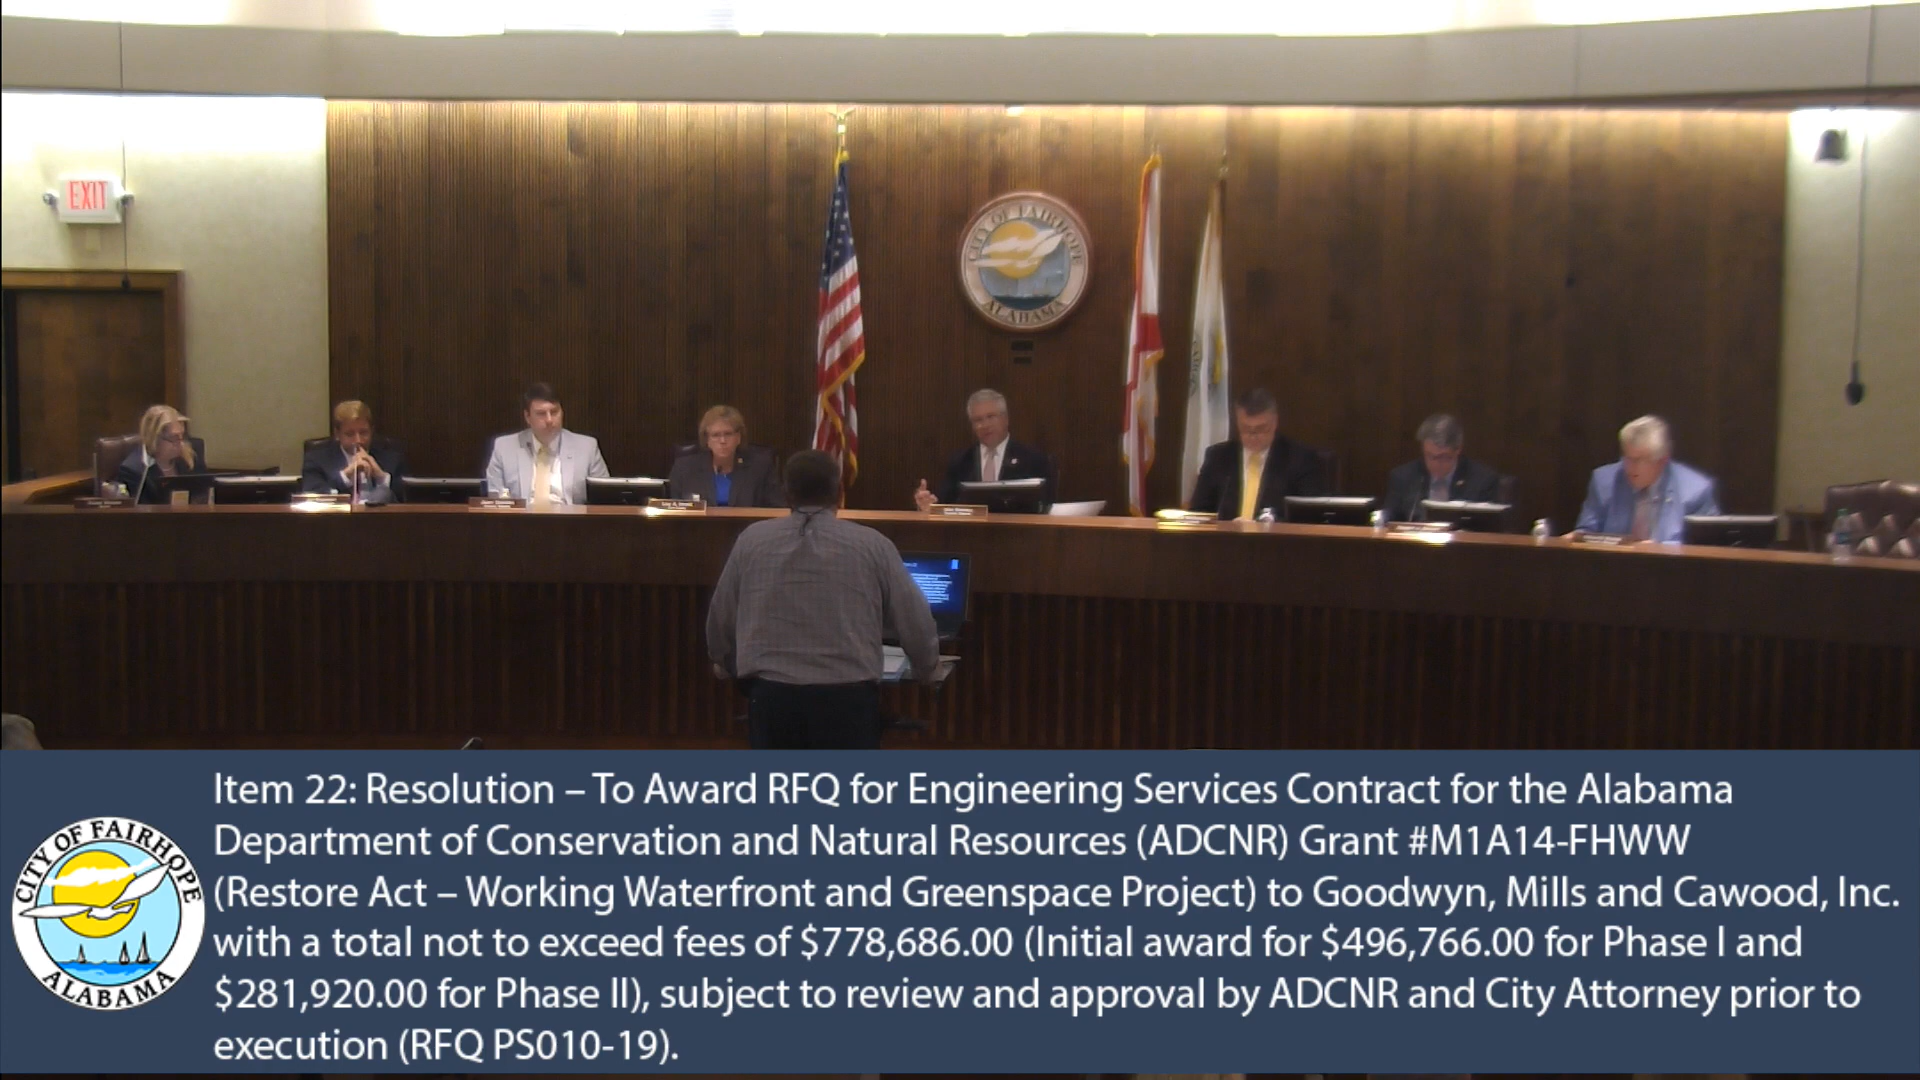 EXIT
CITY OF FAIRHOPE
ALABAMA
Item 22: Resolution – To Award RFQ for Engineering Services Contract for the Alabama
Department of Conservation and Natural Resources (ADCNR) Grant #M1A14-FHWW
(Restore Act – Working Waterfront and Greenspace Project) to Goodwyn, Mills and Cawood, Inc.
with a total not to exceed fees of $778,686.00 (Initial award for $496,766.00 for Phase I and
$281,920.00 for Phase II), subject to review and approval by ADCNR and City Attorney prior to
execution (RFQ PS010-19).
CITY OF FAIRHOPE
ALABAMA